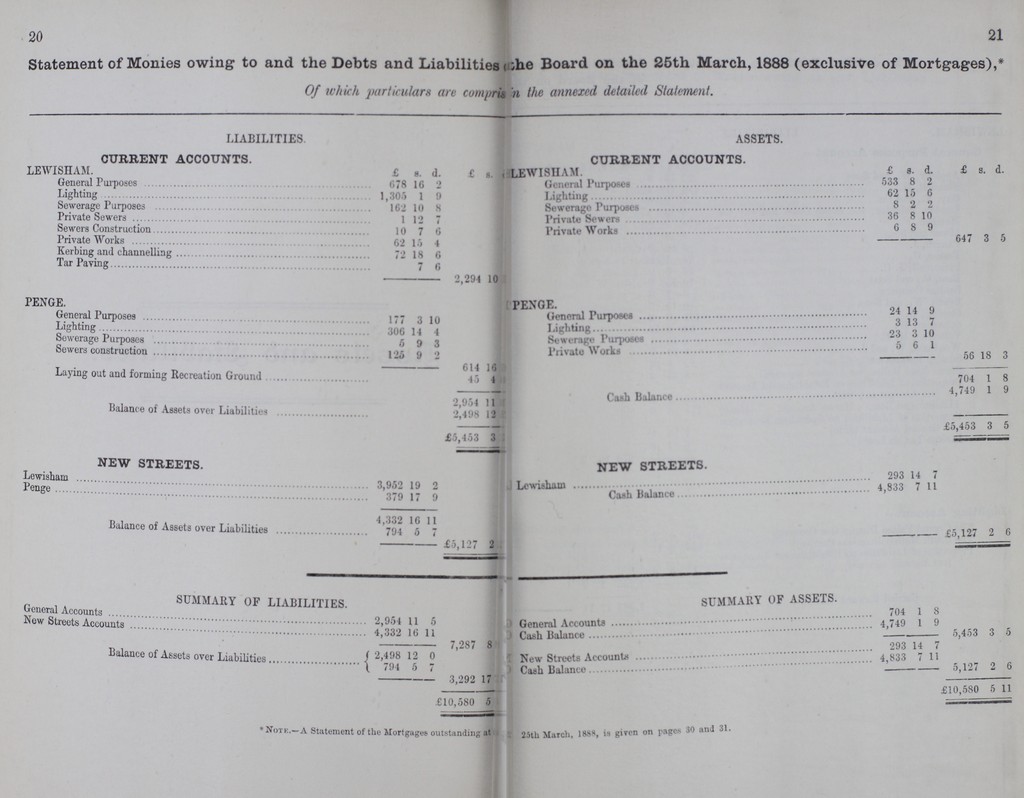 20
Statement of Monies owing to and the Debts and Liabilities
Of which particulars are
LIABILITIES.
CURRENT ACCOUNTS.
LEWISHAM. £ s. d. £ s.
General Purposes 678 16 2
Lighting 1,305 1 9
Sewerage Purposes 162 10 8
Private Sewers 1 12 7
Sewers Construction 10 7 6
Private Works 62 15 4
Kerbing and channelling 72 18 6
Tar Paving 7 6
2,294 10
PENGE.
General Purposes 177 3 10
Lighting 306 14 4
Sewerage Purposes 5 9 3
Sewers construction 125 9 2
614 16
Laying out and forming Recreation Ground 45 4
2,954 11
Balance of Assets over Liabilities 2,498 12
£5,453 3
NEW STREETS.
Lewisham 3,952 19 2
Penge 379 17 9
4,332 16 11
Balance of Assets over Liabilities 794 5 7
£5,127 2
SUMMARY OF LIABILITIES.
General Accounts 2,954 11 5
New Streets Accounts 4,332 16 11
7,287 8
Balance of Assets over Liabilities { 2,498 12 0
794 5 7
3,292 17
£10,580 5
*NOTE.—A Statement of the Mortgages outstanding at
21
the Board on the 25th March, 1888 (exclusive of Mortgages),*
in the annexed detailed Statement.
ASSETS.
CURRENT ACCOUNTS.
LEWISHAM. £ s. d. £ s. d.
General Purposes 533 8 2
Lighting 62 15 6
Sewerage Purposes 8 2 2
Private Sewers 36 8 10
Private Works 6 8 9
647 3 5
PENGE.
General Purposes 24 14 9
Lighting 3 13 7
Sewerage Purposes 23 3 10
Private Works 5 6 1
56 18 3
704 1 8
Cash Balance 4,749 1 9
£5,453 3 5
NEW STREETS.
Lewisham 293 14 7
Cash Balance 4,833 7 11
£5,127 2 6
SUMMARY OF ASSETS.
General Accounts 704 1 8
Cash Balance 4,749 1 9
5,453 3 5
New Streets Accounts 293 14 7
Cash Balance 4,833 7 11
5,127 2 6
£10,580 5 11
25th March, 1888, is given on pages 30 and 31.